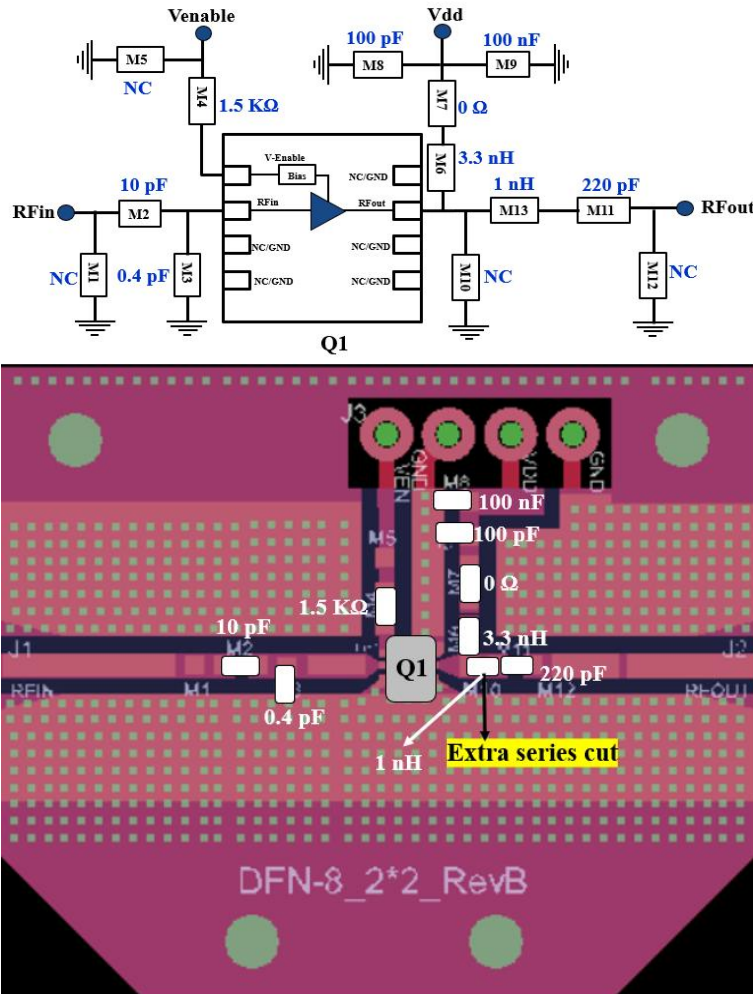 Venable
Vdd
M5
NC
M4
1.5 KΩ
100 pF
M8
100 nF
M9
M7
0 Ω
M6
3.3 nH
V-Enable
Bias
NC/GND
RFin
10 pF
M2
RFin
RFout
1 nH
M13
220 pF
M11
RFout
NC
M1
0.4 pF
M3
NC/GND
NC/GND
NC/GND
NC/GND
M10
NC
M12
NC
Q1
J3
VEN
GND
VDD
GND
M8
100 nF
M5
100 pF
M7
0 Ω
1.5 KΩ
M4
10 pF
M6
3.3 nH
J1
M2
Q1
M11
J2
220 pF
RFIN
M1
M10
M12
RFOUT
0.4 pF
1 nH
Extra series cut
DFN-8_2*2_RevB